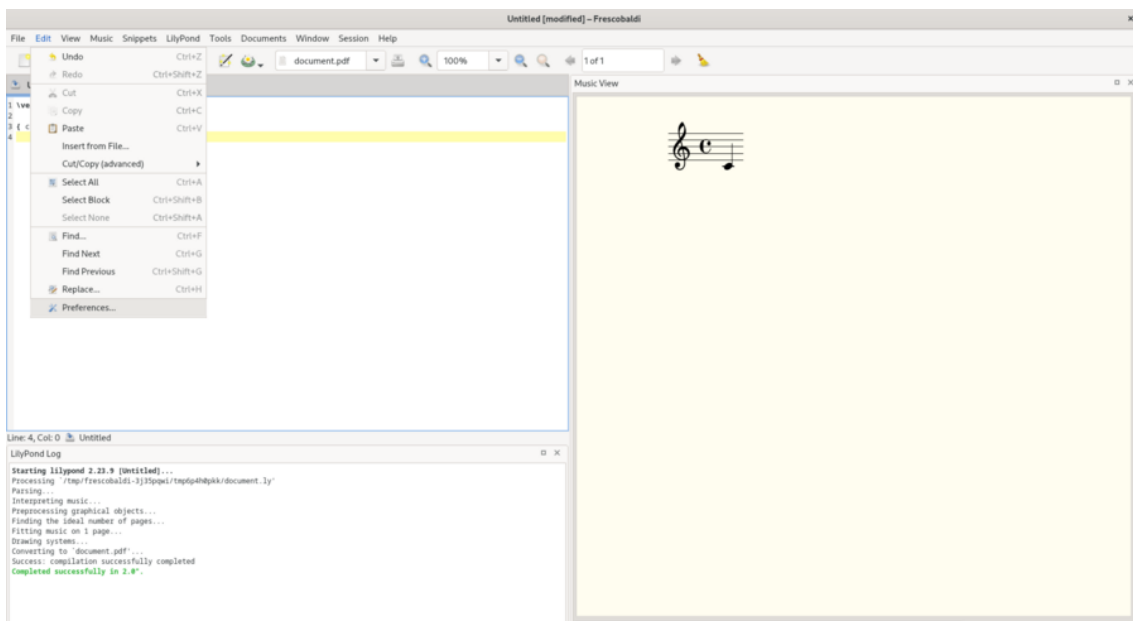 Untitled [modified] – Frescobaldi
File Edit View Music Snippets LilyPond Tools Documents Window Session Help
document.pdf 100% 1 of 1
Undo Ctrl+Z
Redo Ctrl+Shift+Z
Cut Ctrl+X
Copy Ctrl+C
Paste Ctrl+V
Insert from File...
Cut/Copy (advanced)
Select All Ctrl+A
Select Block Ctrl+Shift+B
Select None Ctrl+Shift+A
Find... Ctrl+F
Find Next Ctrl+G
Find Previous Ctrl+Shift+G
Replace... Ctrl+H
Preferences...
1 \ve
2
3 { c
4
Music View
Line: 4, Col: 0 Untitled
LilyPond Log
Starting lilypond 2.23.9 [Untitled]...
Processing `/tmp/frescobaldi-3j35pqwi/tmp6p4h0pkk/document.ly'
Parsing...
Interpreting music...
Preprocessing graphical objects...
Finding the ideal number of pages...
Fitting music on 1 page...
Drawing systems...
Converting to `document.pdf'...
Success: compilation successfully completed
Completed successfully in 2.0".